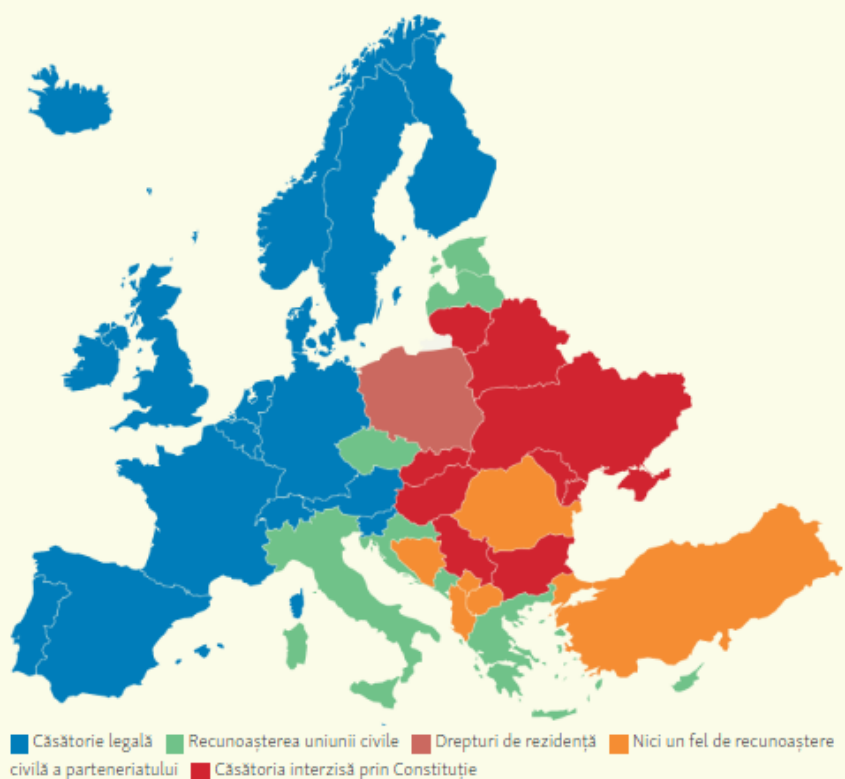 Căsătorie legală Recunoașterea uniunii civile Drepturi de rezidență Nici un fel de recunoaștere
civilă a parteneriatului Căsătoria interzisă prin Constituție